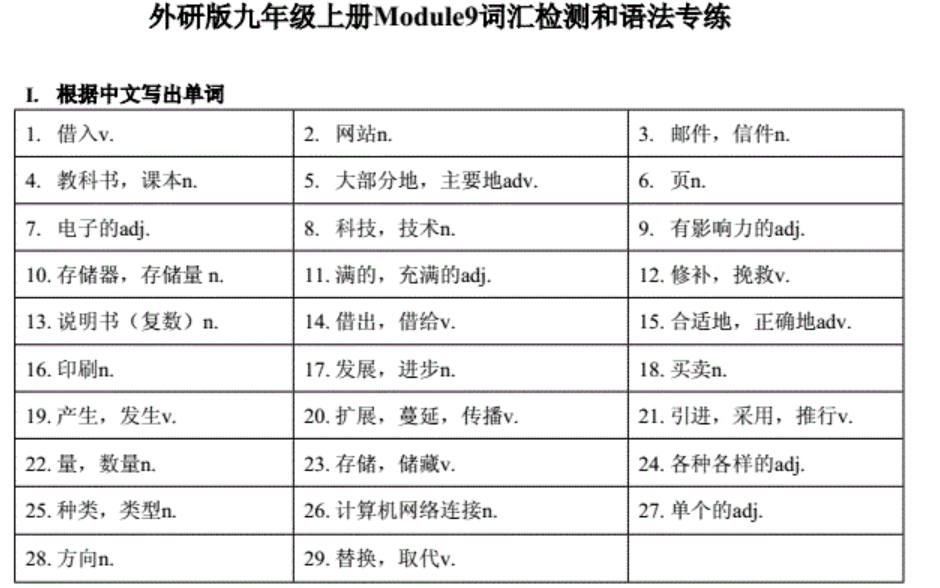 外研版九年级上册Module9词汇检测和语法专练
I. 根据中文写出单词
1. 借入v. 2. 网站n. 3. 邮件，信件n.
4. 教科书，课本n. 5. 大部分地，主要地adv. 6. 页n.
7. 电子的adj. 8. 科技，技术n. 9. 有影响力的adj.
10. 存储器，存储量 n. 11. 满的，充满的adj. 12. 修补，挽救v.
13. 说明书（复数）n. 14. 借出，借给v. 15. 合适地，正确地adv.
16. 印刷n. 17. 发展，进步n. 18. 买卖n.
19. 产生，发生v. 20. 扩展，蔓延，传播v. 21. 引进，采用，推行v.
22. 量，数量n. 23. 存储，储藏v. 24. 各种各样的adj.
25. 种类，类型n. 26. 计算机网络连接n. 27. 单个的adj.
28. 方向n. 29. 替换，取代v.